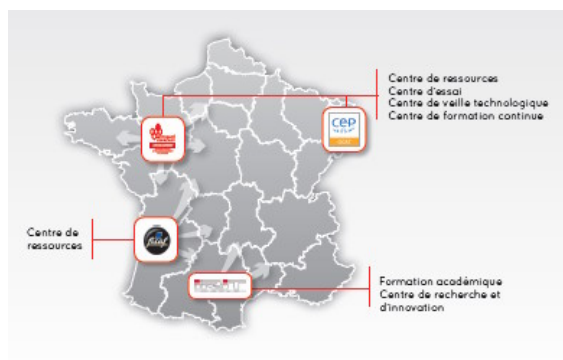 Centre de ressources
Centre d'essai
Centre de veille technologique
Centre de formation continue
cep
Centre de
ressources
Formation académique
Centre de recherche et
d'innovation